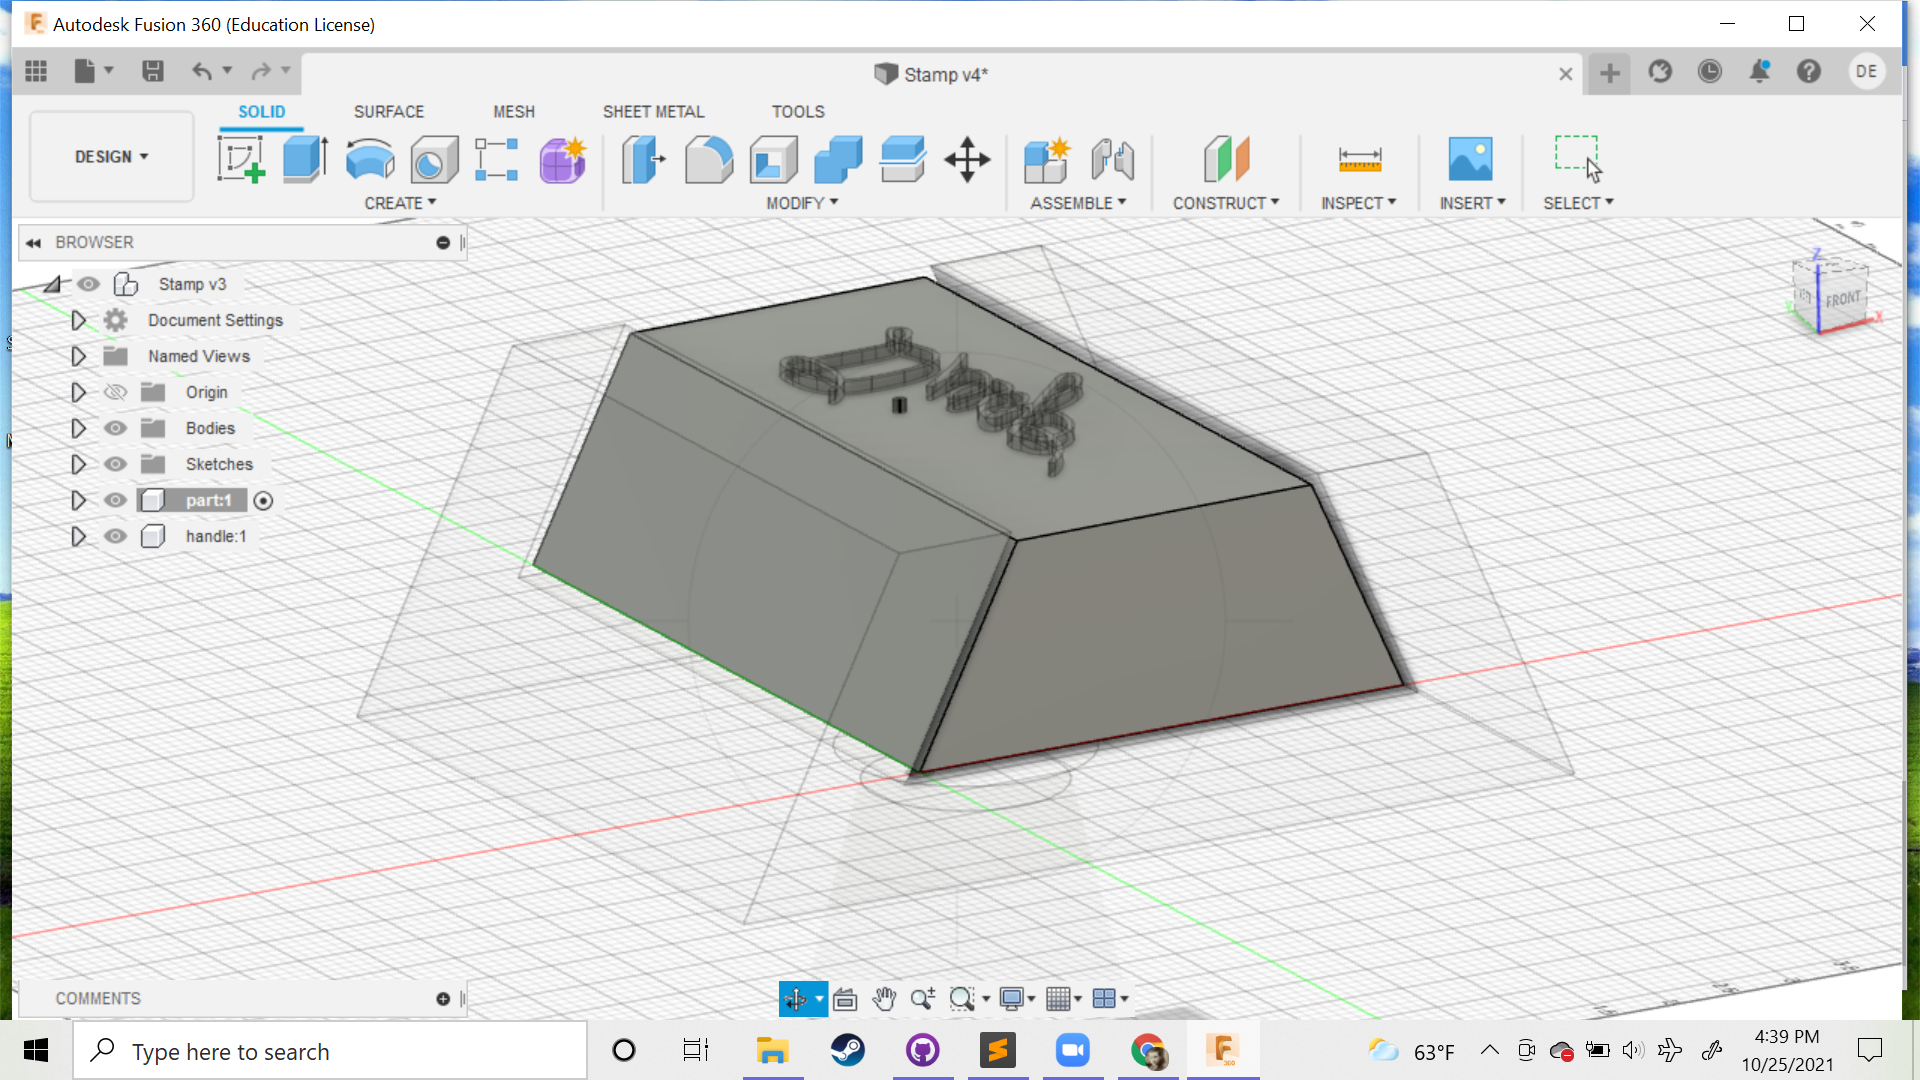 Autodesk Fusion 360 (Education License)
Stamp v4*
DE
SOLID
SURFACE
MESH
SHEET METAL
TOOLS
DESIGN
CREATE
MODIFY
ASSEMBLE
CONSTRUCT
INSPECT
INSERT
SELECT
BROWSER
Stamp v3
Document Settings
Named Views
Origin
Bodies
Sketches
part:1
handle:1
Z
FRONT
X
COMMENTS
Type here to search
63°F
4:39 PM
10/25/2021